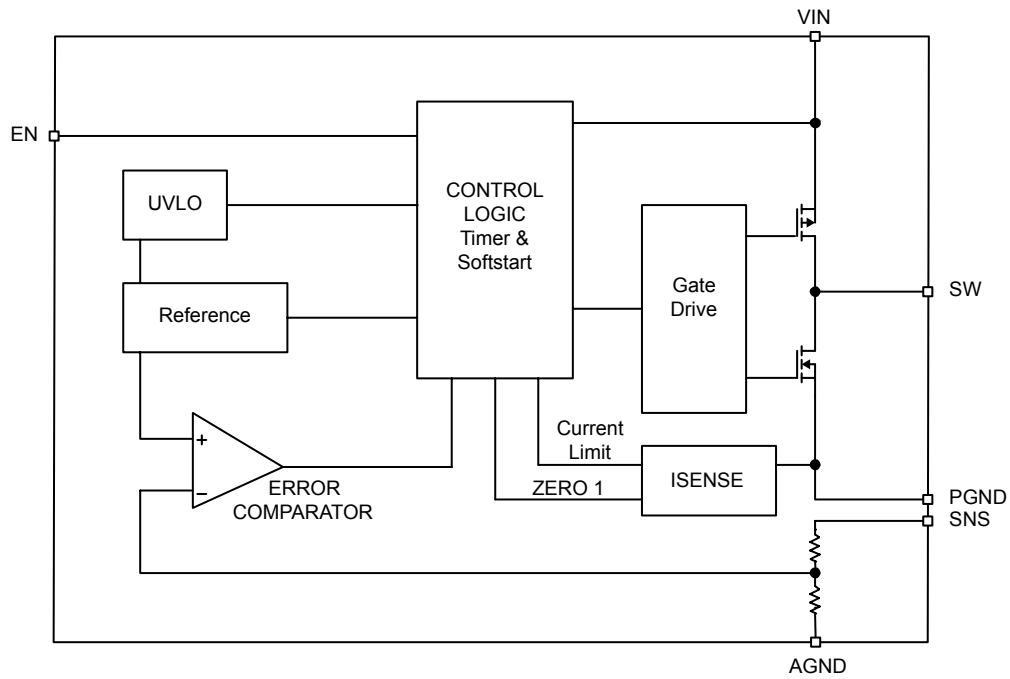 VIN
EN
UVLO
CONTROL
LOGIC
Timer &
Softstart
Reference
Gate
Drive
SW
+
−
ERROR
COMPARATOR
Current
Limit
ZERO 1
ISENSE
PGND
SNS
AGND